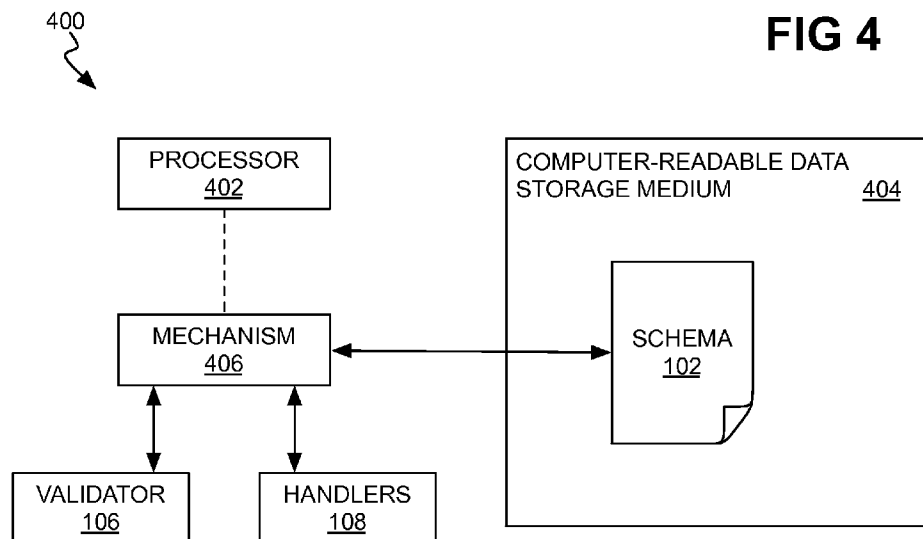 400
FIG 4
PROCESSOR
402
COMPUTER-READABLE DATA
STORAGE MEDIUM 404
MECHANISM
406
SCHEMA
102
VALIDATOR
106
HANDLERS
108